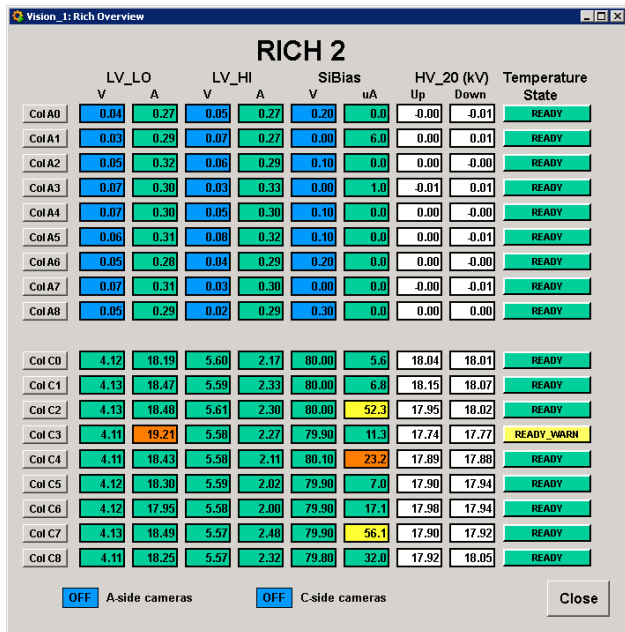 Vision_1: Rich Overview
RICH 2
LV_LO LV_HI SiBias HV_20 (kV) Temperature
V A V A V uA Up Down State
Col A0 0.04 0.27 0.05 0.27 0.20 0.0 -0.00 -0.01 READY
Col A1 0.03 0.29 0.07 0.27 0.00 6.0 0.00 0.01 READY
Col A2 0.05 0.32 0.06 0.29 0.10 0.0 0.00 -0.00 READY
Col A3 0.07 0.30 0.03 0.33 0.00 1.0 -0.01 0.01 READY
Col A4 0.07 0.30 0.05 0.30 0.10 0.0 0.00 -0.00 READY
Col A5 0.06 0.31 0.08 0.32 0.10 0.0 0.00 -0.01 READY
Col A6 0.05 0.28 0.04 0.29 0.20 0.0 -0.00 0.00 READY
Col A7 0.07 0.31 0.03 0.30 0.00 0.0 -0.00 -0.01 READY
Col A8 0.05 0.29 0.02 0.29 0.30 0.0 0.00 0.00 READY
Col C0 4.12 18.19 5.60 2.17 80.00 5.6 18.04 18.01 READY
Col C1 4.13 18.47 5.59 2.33 80.00 6.8 18.15 18.07 READY
Col C2 4.13 18.48 5.61 2.30 80.00 52.3 17.95 18.02 READY
Col C3 4.11 19.21 5.58 2.27 79.90 11.3 17.74 17.77 READY_WARN
Col C4 4.11 18.43 5.58 2.11 80.10 23.2 17.89 17.88 READY
Col C5 4.12 18.30 5.59 2.02 79.90 7.0 17.90 17.94 READY
Col C6 4.12 17.95 5.58 2.00 79.90 17.1 17.98 17.94 READY
Col C7 4.13 18.49 5.57 2.48 79.90 56.1 17.90 17.92 READY
Col C8 4.11 18.25 5.57 2.32 79.80 32.0 17.92 18.05 READY
OFF A-side cameras OFF C-side cameras Close